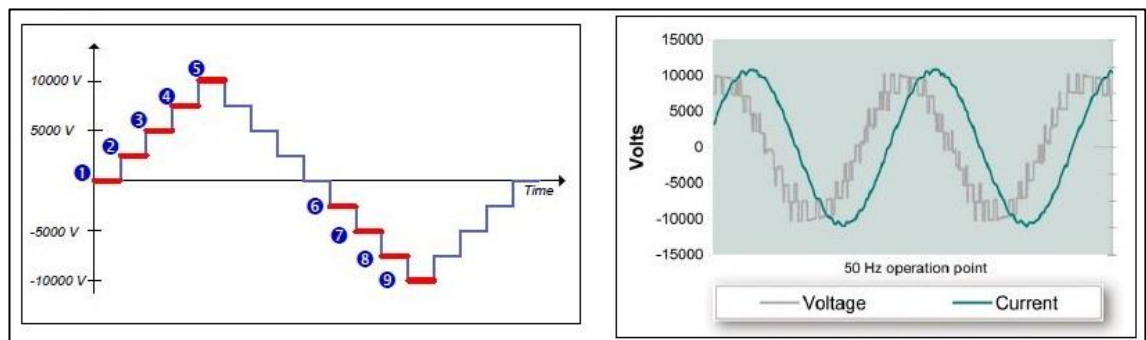 10000 V
5000 V
-5000 V
-10000 V
1
2
3
4
5
6
7
8
9
Time
15000
10000
5000
0
-5000
-10000
-15000
Volts
50 Hz operation point
Voltage
Current